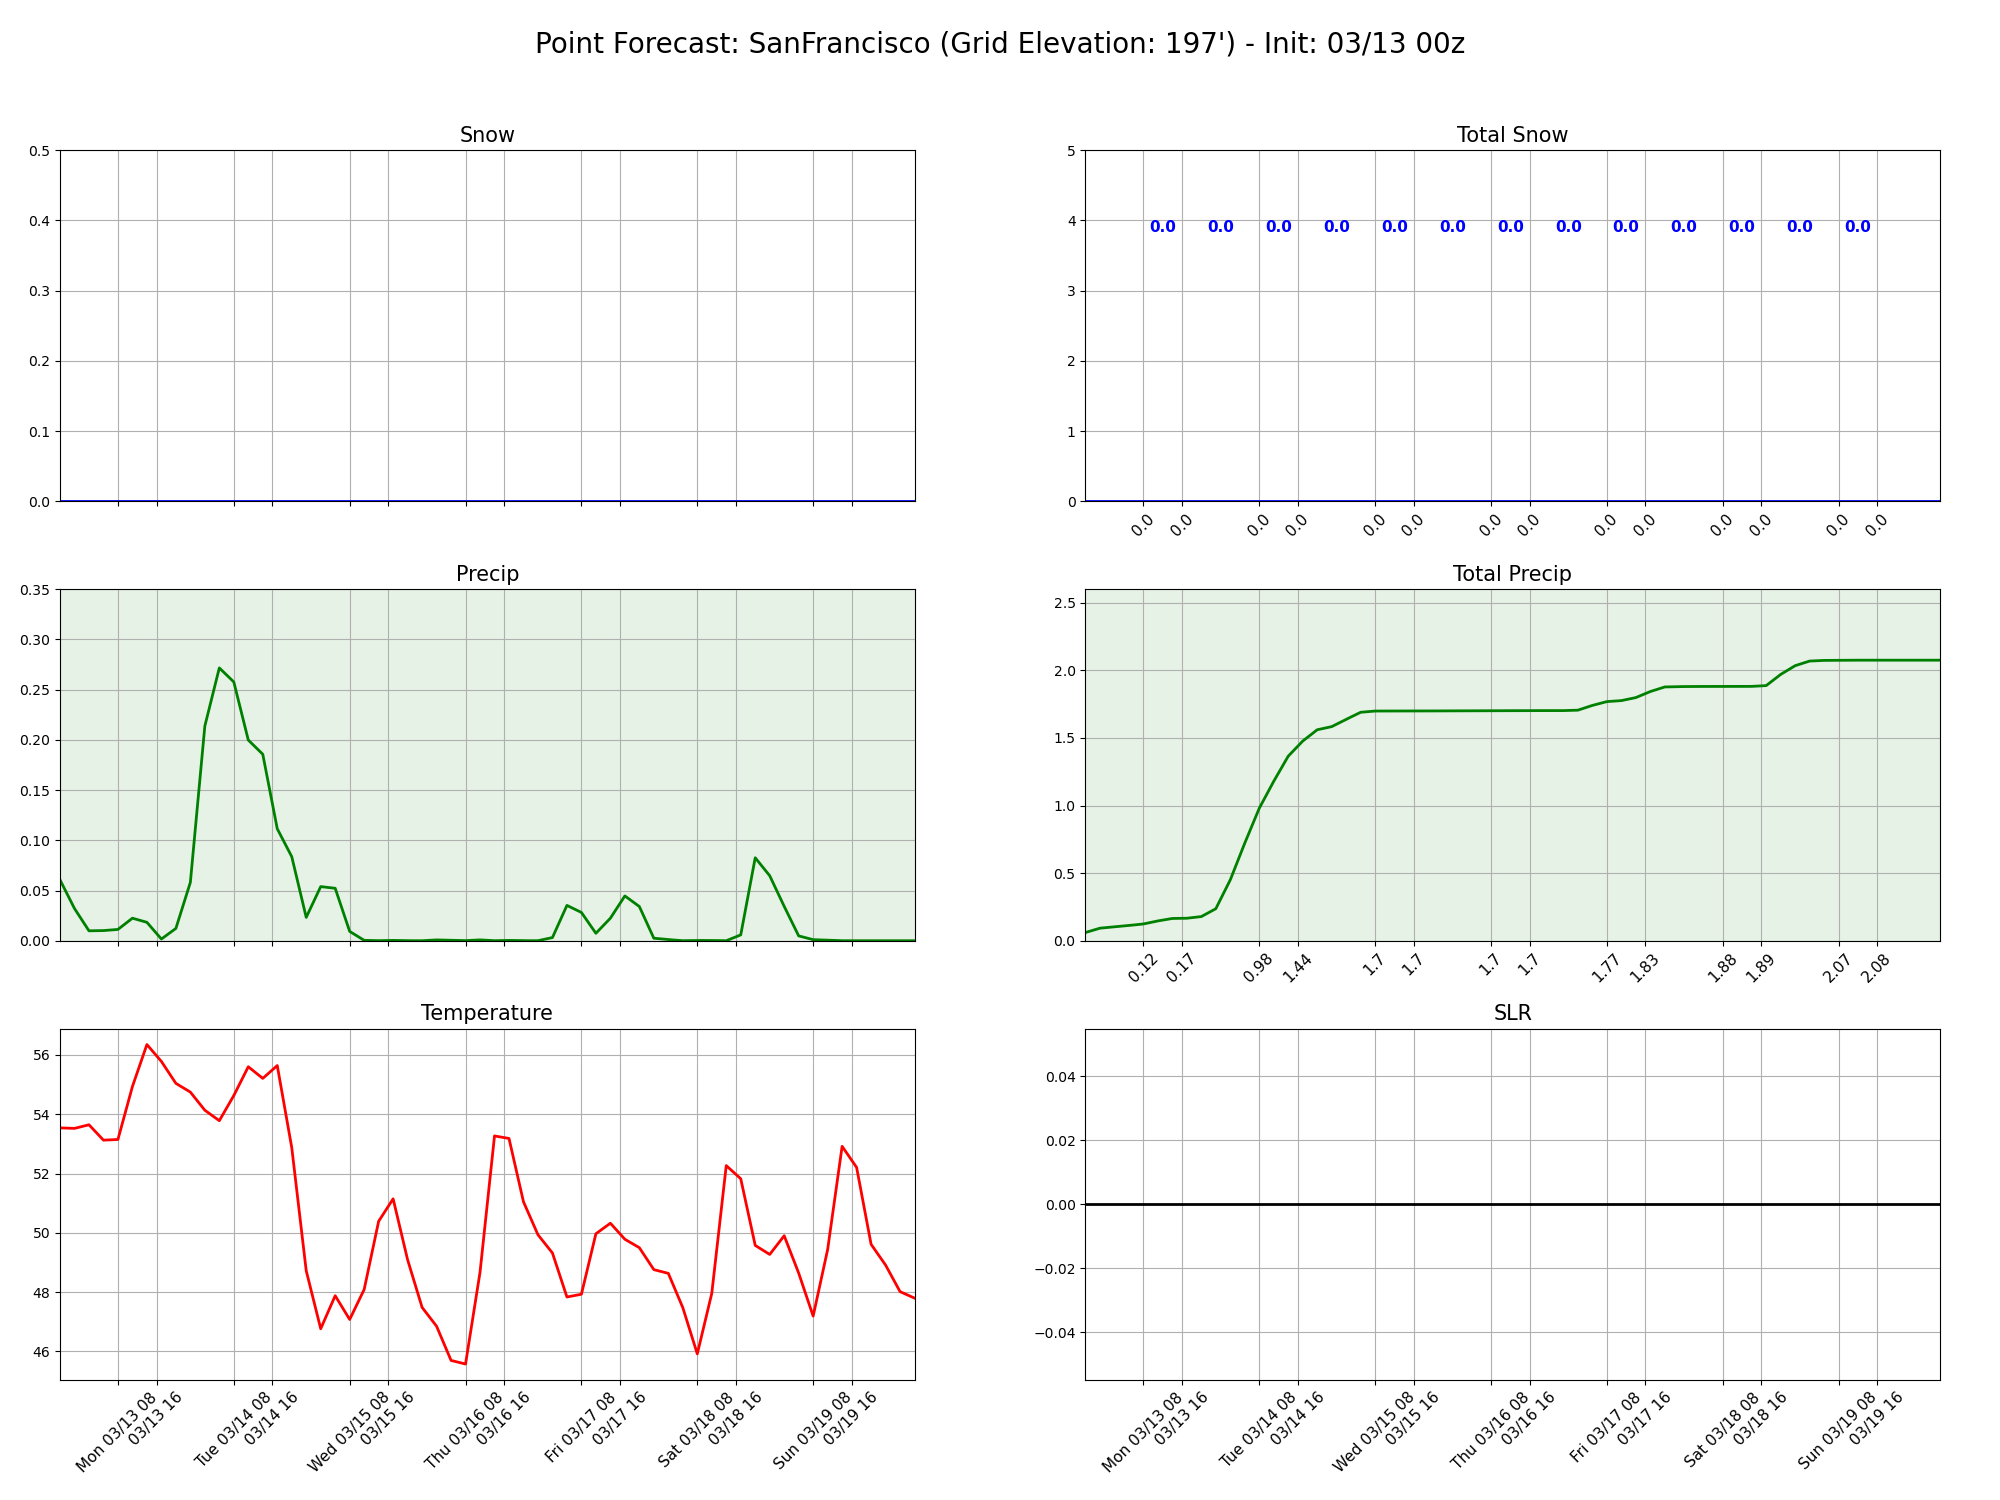 Point Forecast: SanFrancisco (Grid Elevation: 197') - Init: 03/13 00z
Snow
0.5
0.4
0.3
0.2
0.1
0.0
Total Snow
5
4
3
2
1
0
0.0 0.0 0.0 0.0 0.0 0.0 0.0 0.0 0.0 0.0 0.0 0.0 0.0
0.0 0.0 0.0 0.0 0.0 0.0 0.0 0.0 0.0 0.0 0.0 0.0 0.0 0.0
Precip
0.35
0.30
0.25
0.20
0.15
0.10
0.05
0.00
Total Precip
2.5
2.0
1.5
1.0
0.5
0.0
0.12 0.17 0.98 1.44 1.7 1.7 1.7 1.7 1.77 1.83 1.88 1.89 2.07 2.08
Temperature
56
54
52
50
48
46
Mon 03/13 08
03/13 16
Tue 03/14 08
03/14 16
Wed 03/15 08
03/15 16
Thu 03/16 08
03/16 16
Fri 03/17 08
03/17 16
Sat 03/18 08
03/18 16
Sun 03/19 08
03/19 16
SLR
0.04
0.02
0.00
−0.02
−0.04
Mon 03/13 08
03/13 16
Tue 03/14 08
03/14 16
Wed 03/15 08
03/15 16
Thu 03/16 08
03/16 16
Fri 03/17 08
03/17 16
Sat 03/18 08
03/18 16
Sun 03/19 08
03/19 16